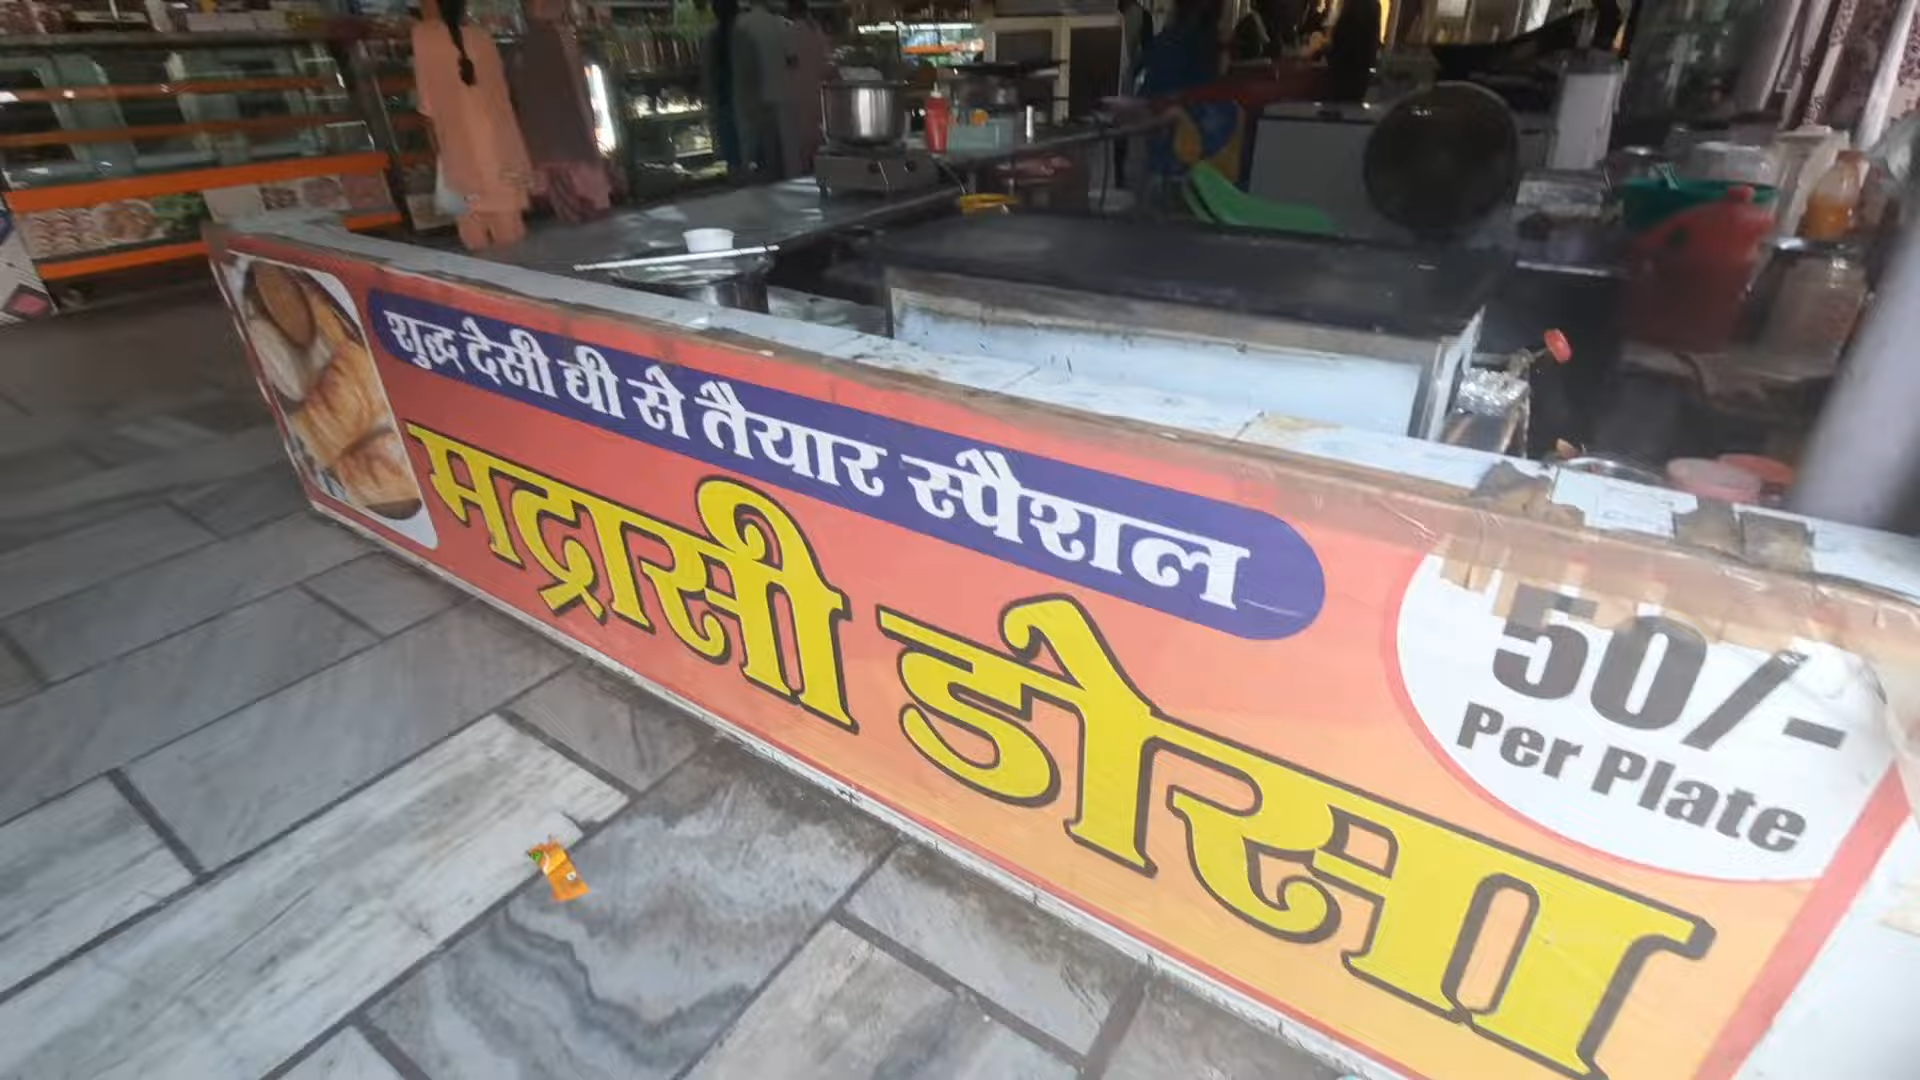 शुद्ध देसी घी से तैयार स्पैशल
मद्रासी डोसा
50/-
Per Plate